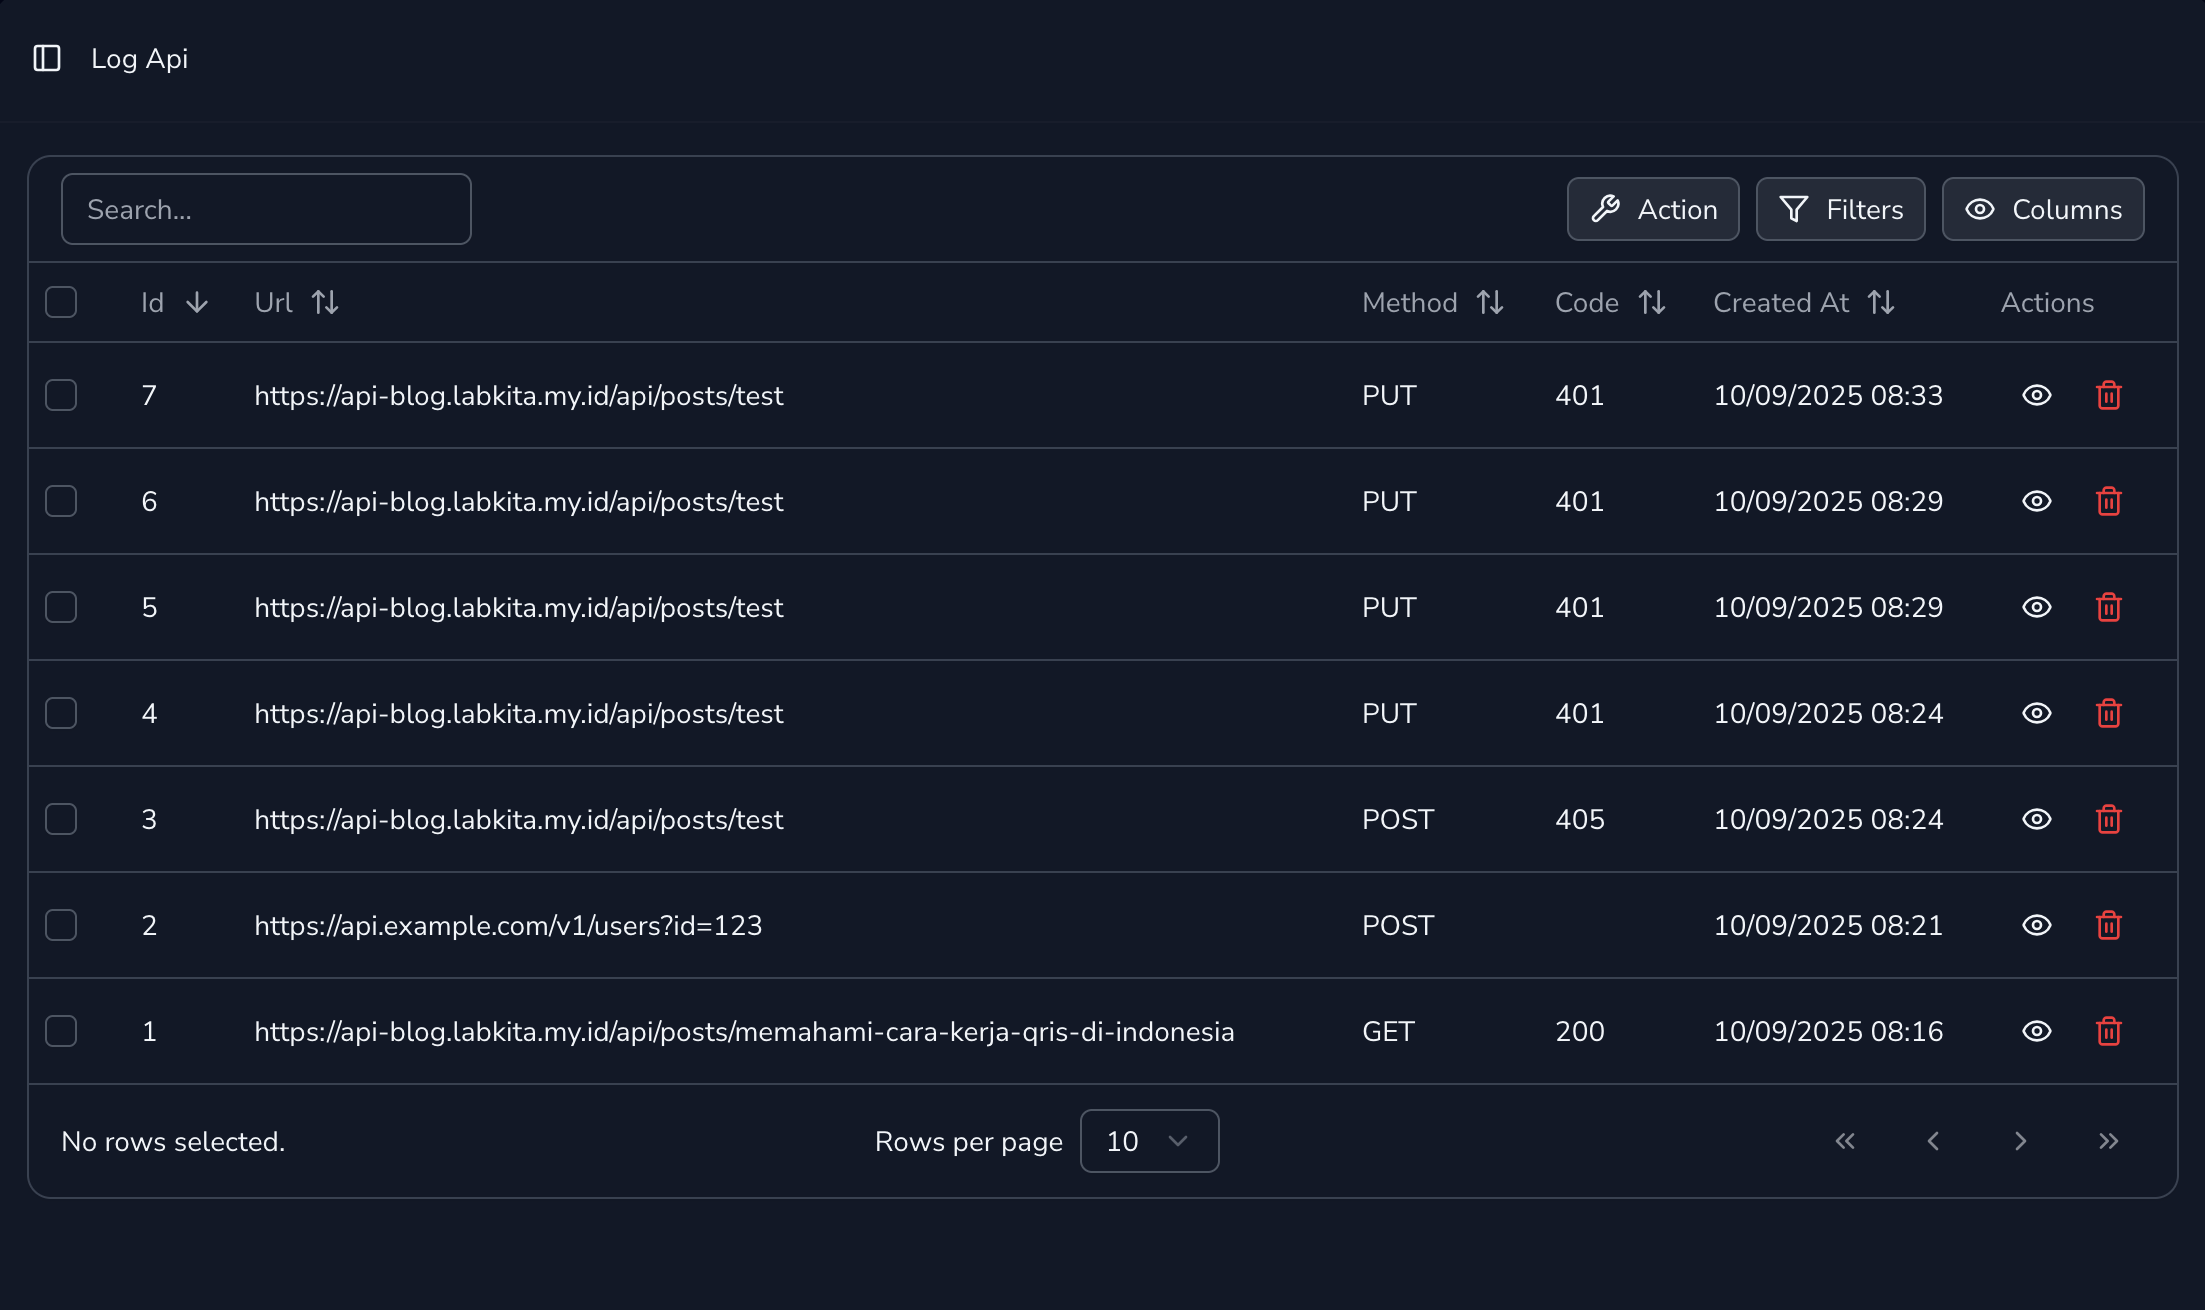 Log Api
Search...
Action Filters Columns
Id Url Method Code Created At Actions
7 https://api-blog.labkita.my.id/api/posts/test PUT 401 10/09/2025 08:33
6 https://api-blog.labkita.my.id/api/posts/test PUT 401 10/09/2025 08:29
5 https://api-blog.labkita.my.id/api/posts/test PUT 401 10/09/2025 08:29
4 https://api-blog.labkita.my.id/api/posts/test PUT 401 10/09/2025 08:24
3 https://api-blog.labkita.my.id/api/posts/test POST 405 10/09/2025 08:24
2 https://api.example.com/v1/users?id=123 POST 10/09/2025 08:21
1 https://api-blog.labkita.my.id/api/posts/memahami-cara-kerja-qris-di-indonesia GET 200 10/09/2025 08:16
No rows selected. Rows per page 10